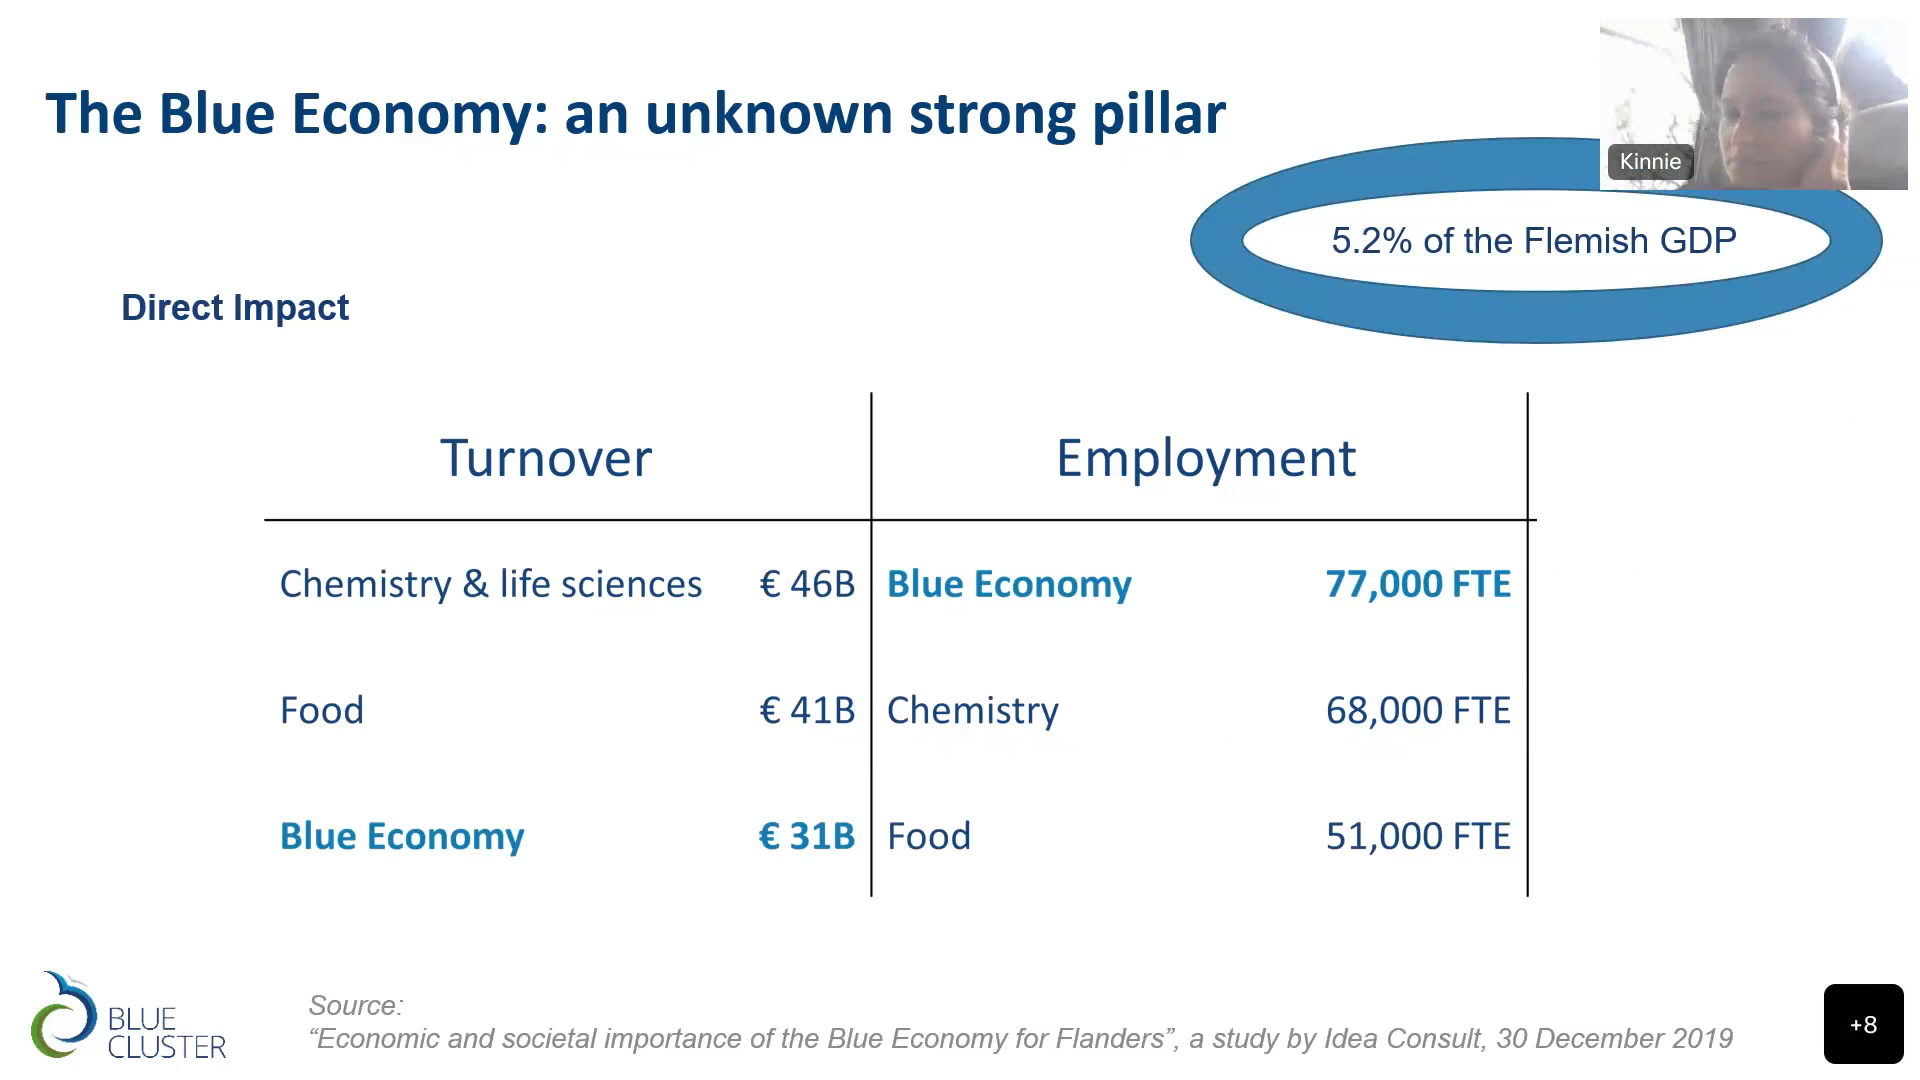 The Blue Economy: an unknown strong pillar
Kinnie
5.2% of the Flemish GDP
Direct Impact
Turnover
Employment
Chemistry & life sciences € 46B Blue Economy 77,000 FTE
Food € 41B Chemistry 68,000 FTE
Blue Economy € 31B Food 51,000 FTE
BLUE
CLUSTER
Source:
“Economic and societal importance of the Blue Economy for Flanders”, a study by Idea Consult, 30 December 2019
+8